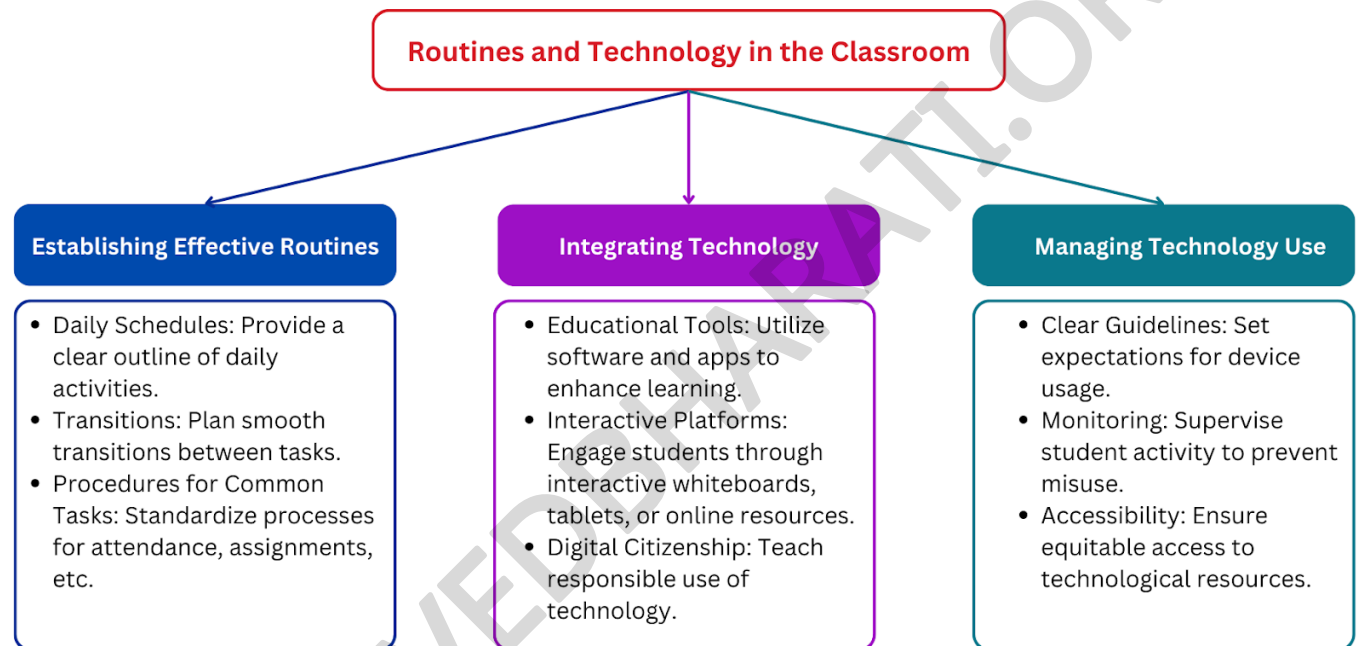 Routines and Technology in the Classroom
Establishing Effective Routines
• Daily Schedules: Provide a
clear outline of daily
activities.
• Transitions: Plan smooth
transitions between tasks.
• Procedures for Common
Tasks: Standardize processes
for attendance, assignments,
etc.
Integrating Technology
• Educational Tools: Utilize
software and apps to
enhance learning.
• Interactive Platforms:
Engage students through
interactive whiteboards,
tablets, or online resources.
• Digital Citizenship: Teach
responsible use of
technology.
Managing Technology Use
• Clear Guidelines: Set
expectations for device
usage.
• Monitoring: Supervise
student activity to prevent
misuse.
• Accessibility: Ensure
equitable access to
technological resources.